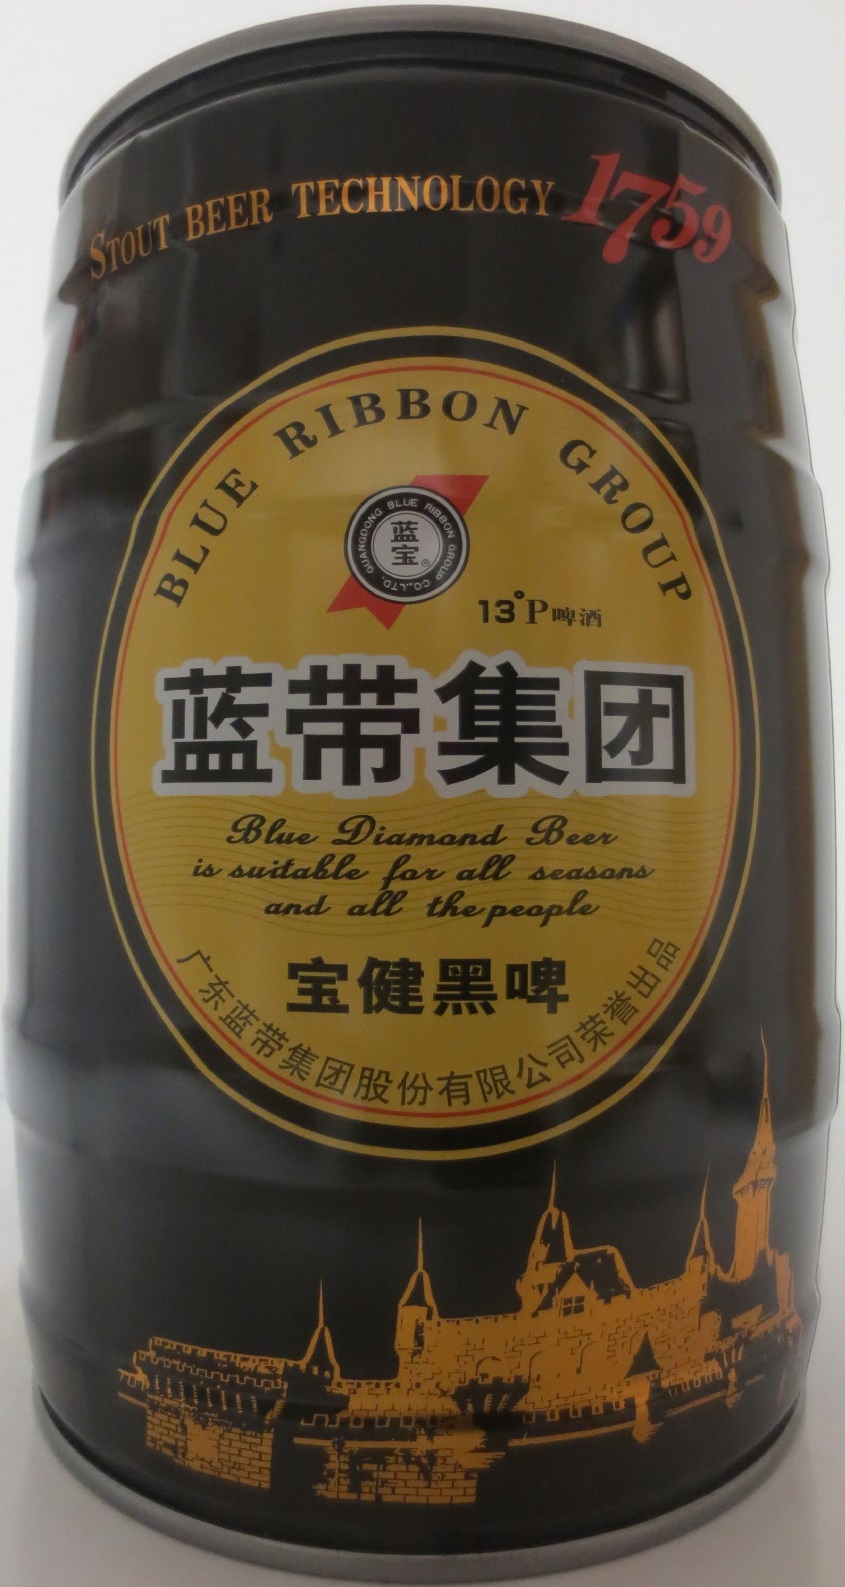 STOUT BEER TECHNOLOGY 1759
BLUE RIBBON GROUP
GUANGDONG BLUE RIBBON GROUP CO.,LTD.
蓝
宝®
13°P啤酒
蓝带集团
Blue Diamond Beer
is suitable for all seasons
and all the people
宝健黑啤
广东蓝带集团股份有限公司荣誉出品